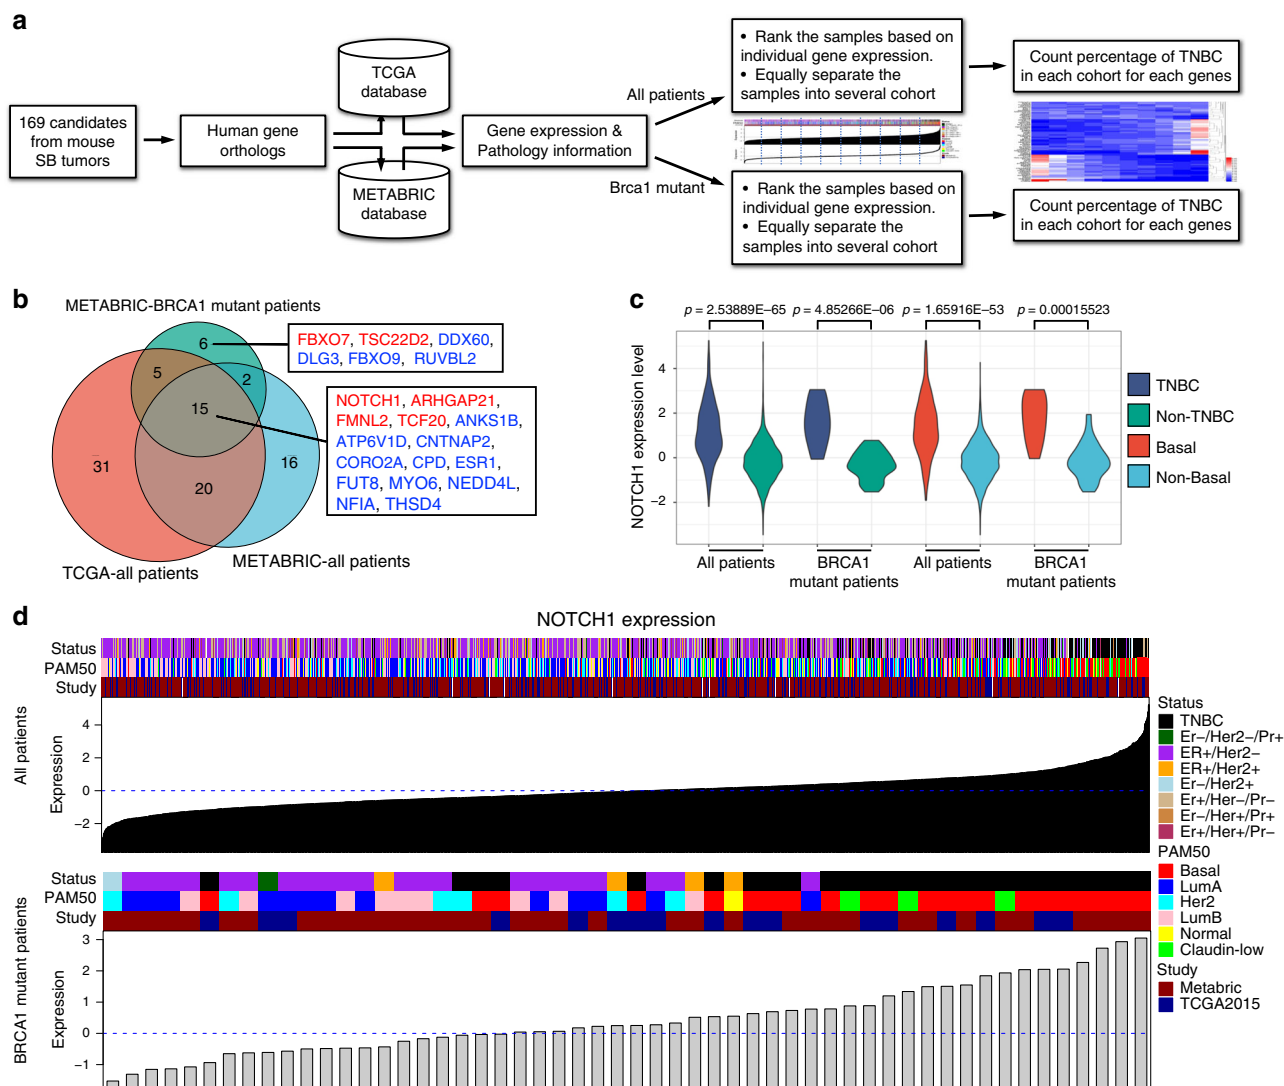 a
169 candidates
from mouse
SB tumors
Human gene
orthologs
TCGA
database
METABRIC
database
Gene expression &
Pathology information
All patients
Brca1 mutant
• Rank the samples based on
individual gene expression.
• Equally separate the
samples into several cohort
• Rank the samples based on
individual gene expression.
• Equally separate the
samples into several cohort
Count percentage of TNBC
in each cohort for each genes
Count percentage of TNBC
in each cohort for each genes
b
METABRIC-BRCA1 mutant patients
6
5
2
15
31
16
20
TCGA-all patients
METABRIC-all patients
FBXO7, TSC22D2, DDX60,
DLG3, FBXO9, RUVBL2
NOTCH1, ARHGAP21,
FMNL2, TCF20, ANKS1B,
ATP6V1D, CNTNAP2,
CORO2A, CPD, ESR1,
FUT8, MYO6, NEDD4L,
NFIA, THSD4
c
p = 2.53889E−65
p = 4.85266E−06
p = 1.65916E−53
p = 0.00015523
NOTCH1 expression level
4
2
0
−2
All patients
BRCA1
mutant patients
All patients
BRCA1
mutant patients
TNBC
Non-TNBC
Basal
Non-Basal
d
NOTCH1 expression
Status
PAM50
Study
All patients
Expression
4
2
0
−2
Status
PAM50
Study
BRCA1 mutant patients
Expression
3
2
1
0
−1
Status
TNBC
Er−/Her2−/Pr+
ER+/Her2−
ER+/Her2+
Er−/Her2+
Er+/Her−/Pr−
Er−/Her+/Pr+
Er+/Her+/Pr−
PAM50
Basal
LumA
Her2
LumB
Normal
Claudin-low
Study
Metabric
TCGA2015